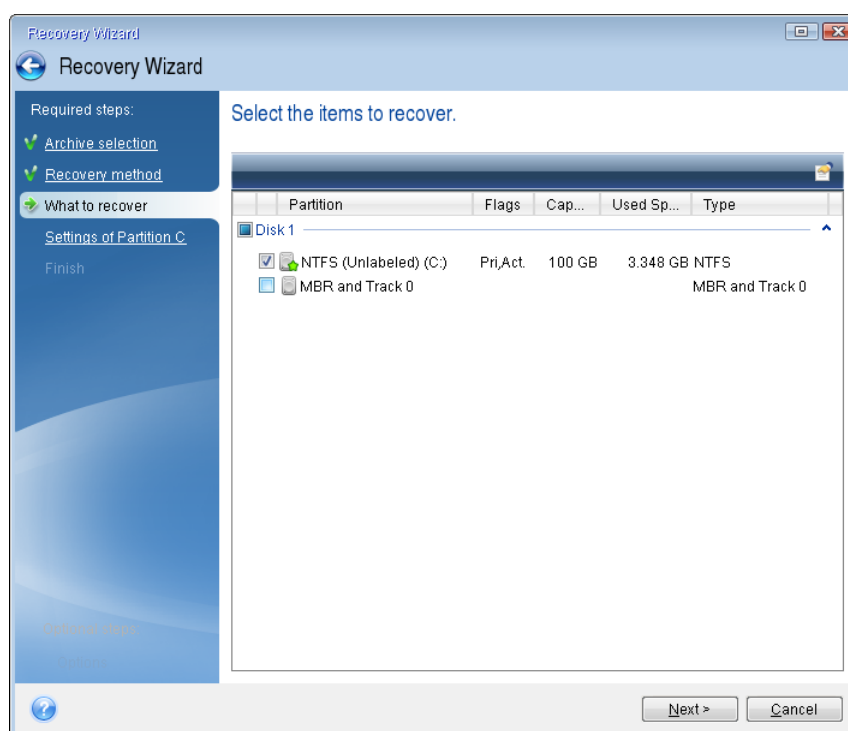 Recovery Wizard
Recovery Wizard
Required steps:
Archive selection
Recovery method
What to recover
Settings of Partition C
Finish
Select the items to recover.
Partition Flags Cap... Used Sp... Type
Disk 1
NTFS (Unlabeled) (C:) Pri,Act. 100 GB 3.348 GB NTFS
MBR and Track 0 MBR and Track 0
Next >
Cancel